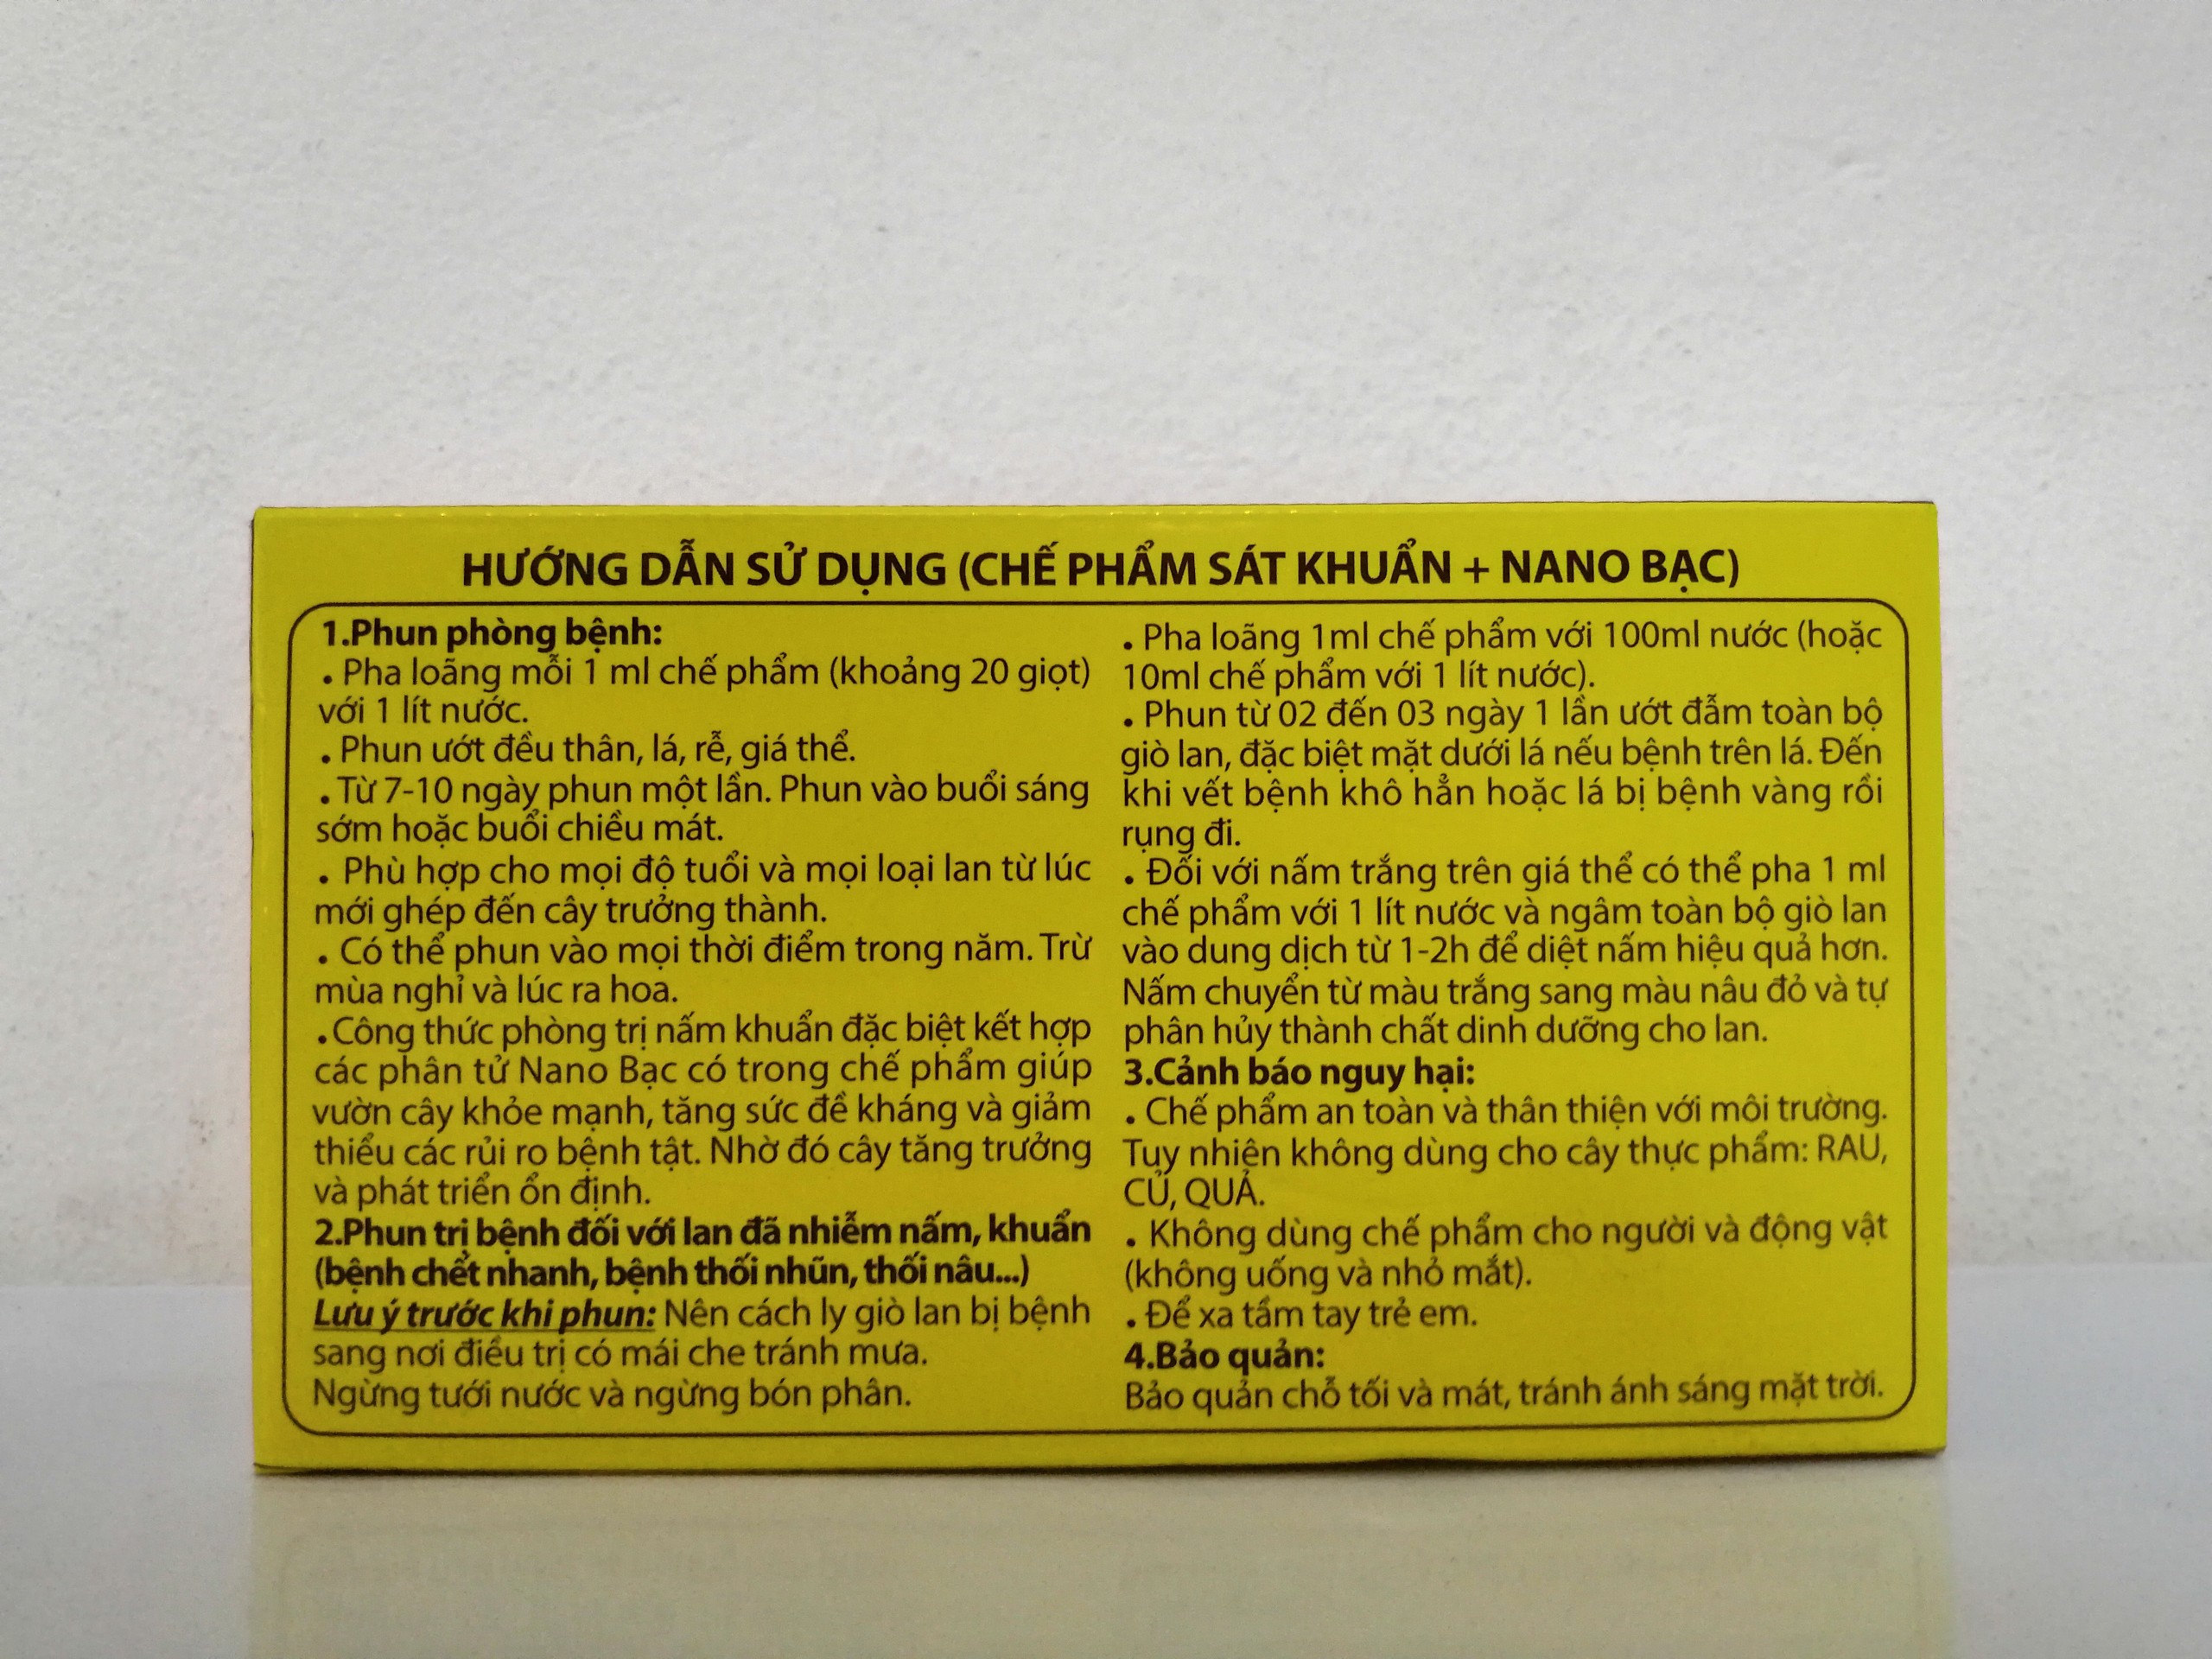 HƯỚNG DẪN SỬ DỤNG (CHẾ PHẨM SÁT KHUẨN + NANO BẠC)
1.Phun phòng bệnh:
• Pha loãng mỗi 1 ml chế phẩm (khoảng 20 giọt)
với 1 lít nước.
• Phun ướt đều thân, lá, rễ, giá thể.
• Từ 7-10 ngày phun một lần. Phun vào buổi sáng
sớm hoặc buổi chiều mát.
• Phù hợp cho mọi độ tuổi và mọi loại lan từ lúc
mới ghép đến cây trưởng thành.
• Có thể phun vào mọi thời điểm trong năm. Trừ
mùa nghỉ và lúc ra hoa.
• Công thức phòng trị nấm khuẩn đặc biệt kết hợp
các phân tử Nano Bạc có trong chế phẩm giúp
vườn cây khỏe mạnh, tăng sức đề kháng và giảm
thiểu các rủi ro bệnh tật. Nhờ đó cây tăng trưởng
và phát triển ổn định.
2.Phun trị bệnh đối với lan đã nhiễm nấm, khuẩn
(bệnh chết nhanh, bệnh thối nhũn, thối nâu...)
Lưu ý trước khi phun: Nên cách ly giò lan bị bệnh
sang nơi điều trị có mái che tránh mưa.
Ngừng tưới nước và ngừng bón phân.
• Pha loãng 1ml chế phẩm với 100ml nước (hoặc
10ml chế phẩm với 1 lít nước).
• Phun từ 02 đến 03 ngày 1 lần ướt đẫm toàn bộ
giò lan, đặc biệt mặt dưới lá nếu bệnh trên lá. Đến
khi vết bệnh khô hẳn hoặc lá bị bệnh vàng rồi
rụng đi.
• Đối với nấm trắng trên giá thể có thể pha 1 ml
chế phẩm với 1 lít nước và ngâm toàn bộ giò lan
vào dung dịch từ 1-2h để diệt nấm hiệu quả hơn.
Nấm chuyển từ màu trắng sang màu nâu đỏ và tự
phân hủy thành chất dinh dưỡng cho lan.
3.Cảnh báo nguy hại:
• Chế phẩm an toàn và thân thiện với môi trường.
Tuy nhiên không dùng cho cây thực phẩm: RAU,
CỦ, QUẢ.
• Không dùng chế phẩm cho người và động vật
(không uống và nhỏ mắt).
• Để xa tầm tay trẻ em.
4.Bảo quản:
Bảo quản chỗ tối và mát, tránh ánh sáng mặt trời.